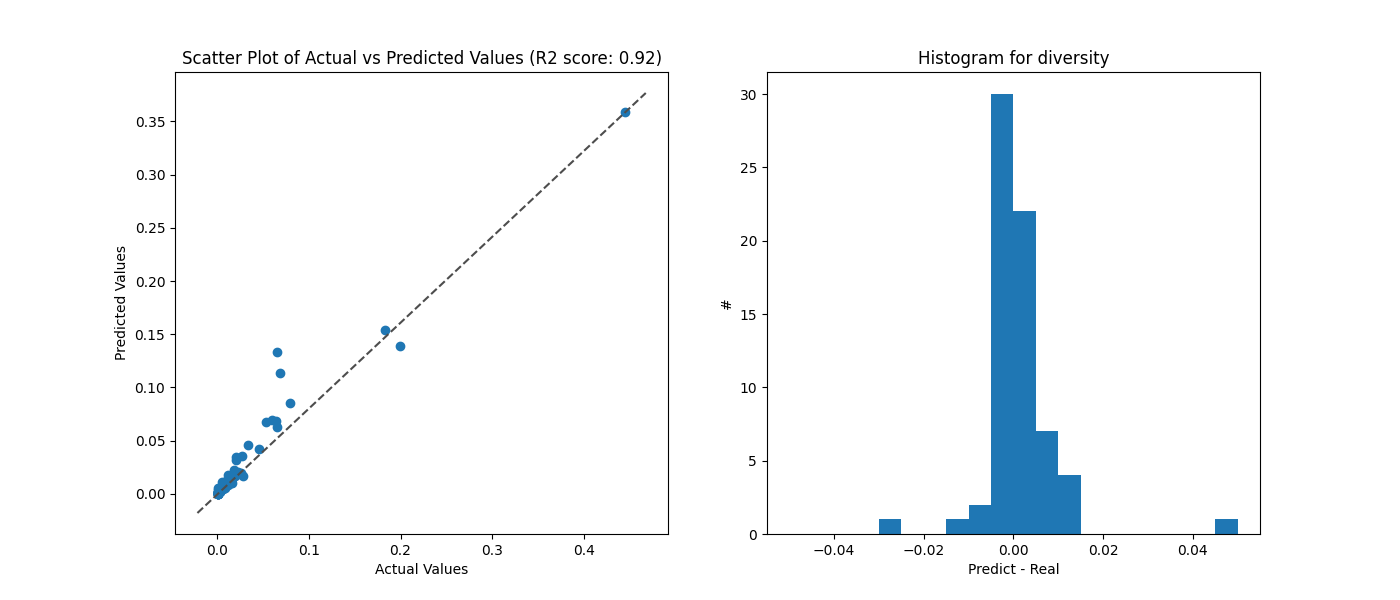 Scatter Plot of Actual vs Predicted Values (R2 score: 0.92)
0.35
0.30
0.25
0.20
0.15
0.10
0.05
0.00
Predicted Values
0.0 0.1 0.2 0.3 0.4
Actual Values
Histogram for diversity
30
25
20
15
10
5
0
#
−0.04 −0.02 0.00 0.02 0.04
Predict - Real